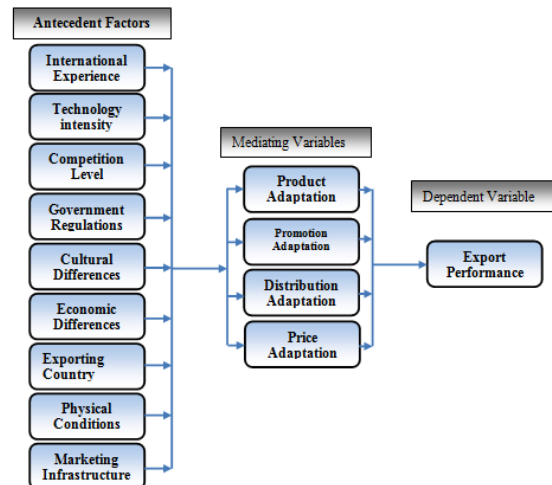 Antecedent Factors
International
Experience
Technology
intensity
Competition
Level
Government
Regulations
Cultural
Differences
Economic
Differences
Exporting
Country
Physical
Conditions
Marketing
Infrastructure
Mediating Variables
Product
Adaptation
Promotion
Adaptation
Distribution
Adaptation
Price
Adaptation
Dependent Variable
Export
Performance